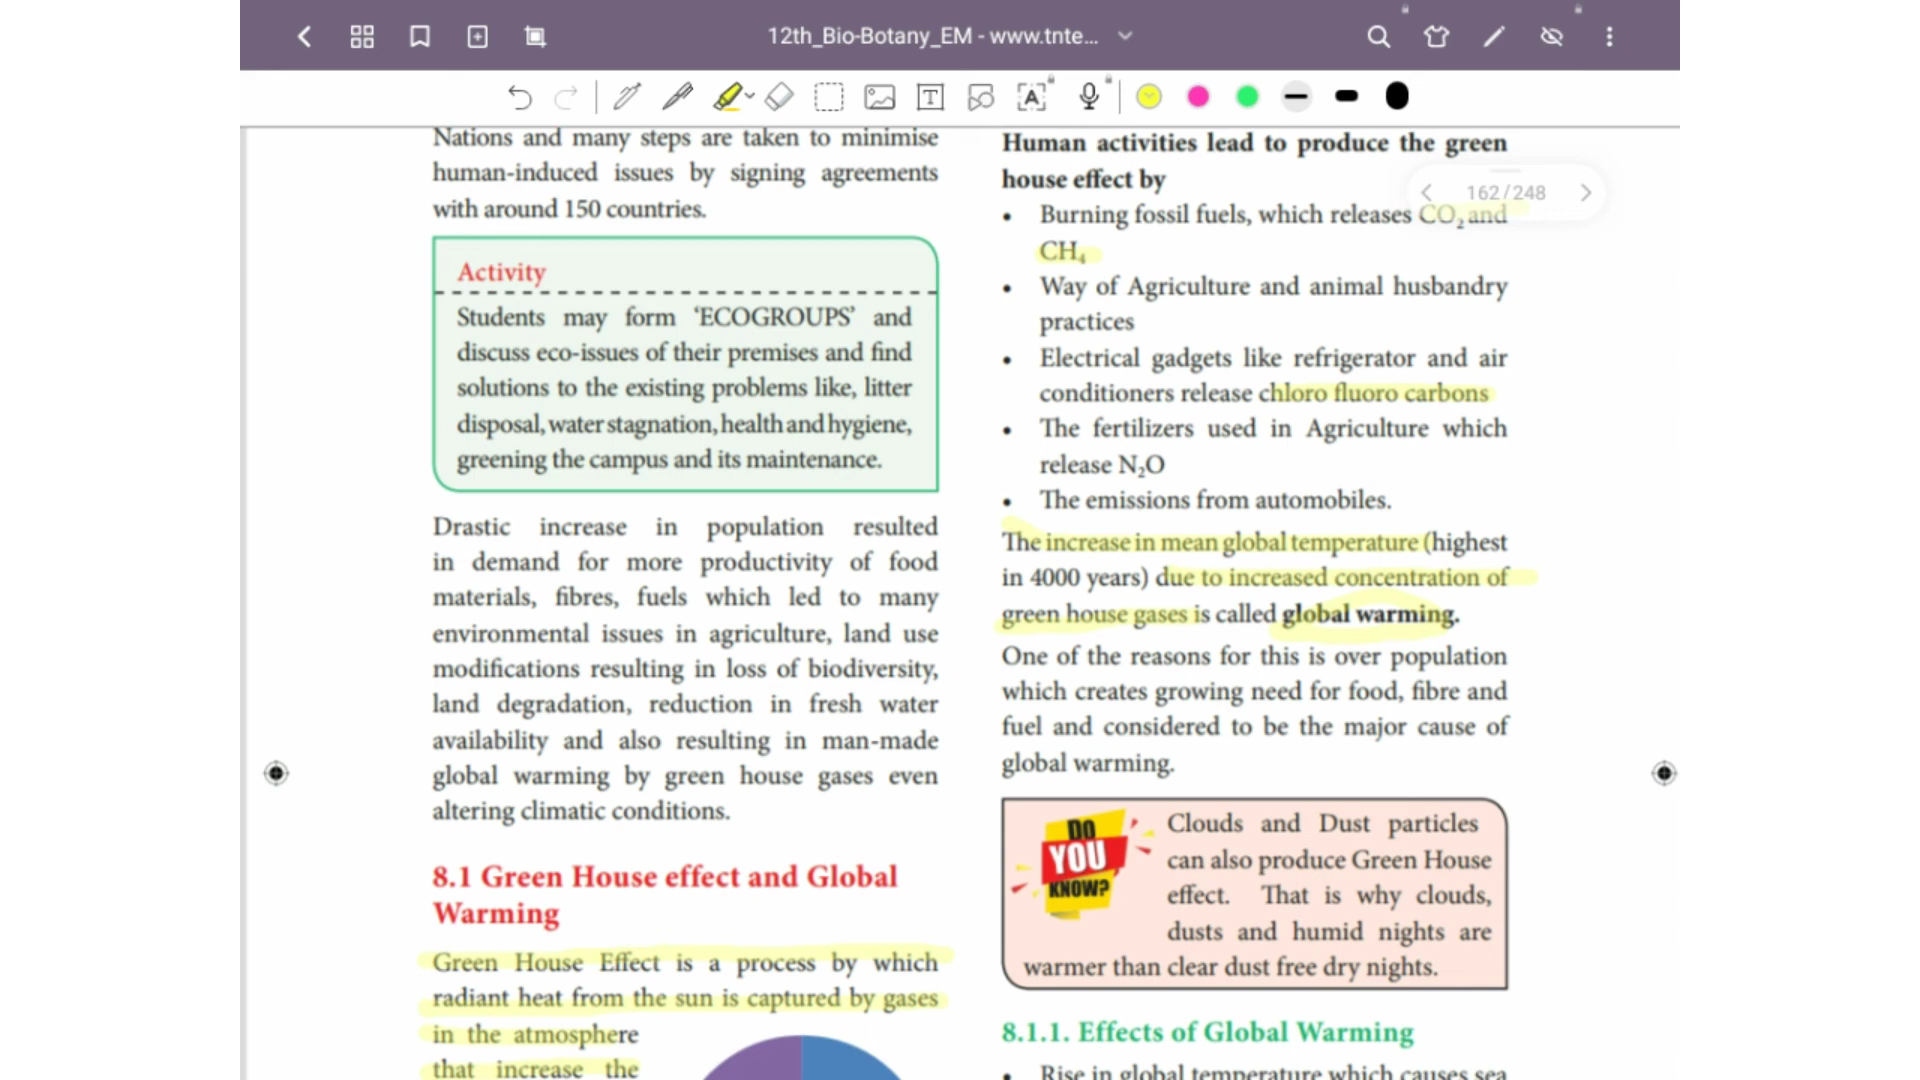 12th_Bio-Botany_EM - www.tnte...
Nations and many steps are taken to minimise
human-induced issues by signing agreements
with around 150 countries.
Activity
Students may form ‘ECOGROUPS’ and
discuss eco-issues of their premises and find
solutions to the existing problems like, litter
disposal, water stagnation, health and hygiene,
greening the campus and its maintenance.
Drastic increase in population resulted
in demand for more productivity of food
materials, fibres, fuels which led to many
environmental issues in agriculture, land use
modifications resulting in loss of biodiversity,
land degradation, reduction in fresh water
availability and also resulting in man-made
global warming by green house gases even
altering climatic conditions.
8.1 Green House effect and Global
Warming
Green House Effect is a process by which
radiant heat from the sun is captured by gases
in the atmosphere
that increase the
Human activities lead to produce the green
house effect by
162/248
• Burning fossil fuels, which releases CO₂ and
CH₄
• Way of Agriculture and animal husbandry
practices
• Electrical gadgets like refrigerator and air
conditioners release chloro fluoro carbons
• The fertilizers used in Agriculture which
release N₂O
• The emissions from automobiles.
The increase in mean global temperature (highest
in 4000 years) due to increased concentration of
green house gases is called global warming.
One of the reasons for this is over population
which creates growing need for food, fibre and
fuel and considered to be the major cause of
global warming.
DO
YOU
KNOW?
Clouds and Dust particles
can also produce Green House
effect. That is why clouds,
dusts and humid nights are
warmer than clear dust free dry nights.
8.1.1. Effects of Global Warming
• Rise in global temperature which causes sea